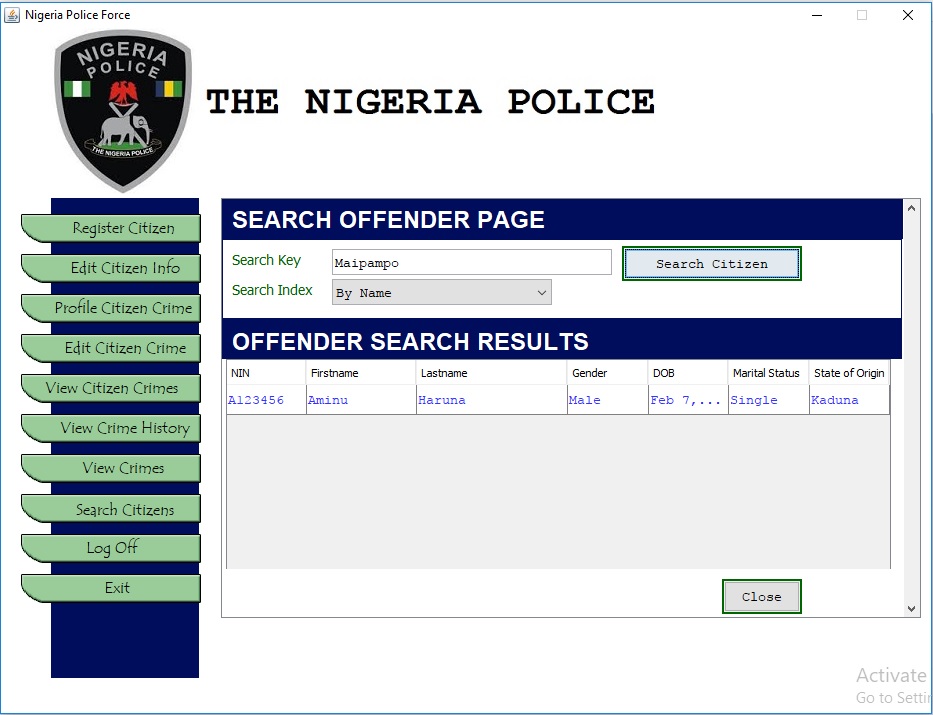 Nigeria Police Force
NIGERIA
POLICE
THE NIGERIA POLICE
THE NIGERIA POLICE
Register Citizen
Edit Citizen Info
Profile Citizen Crime
Edit Citizen Crime
View Citizen Crimes
View Crime History
View Crimes
Search Citizens
Log Off
Exit
SEARCH OFFENDER PAGE
Search Key Maipampo Search Citizen
Search Index By Name
OFFENDER SEARCH RESULTS
NIN Firstname Lastname Gender DOB Marital Status State of Origin
A123456 Aminu Haruna Male Feb 7,... Single Kaduna
Close
Activate
Go to Settin